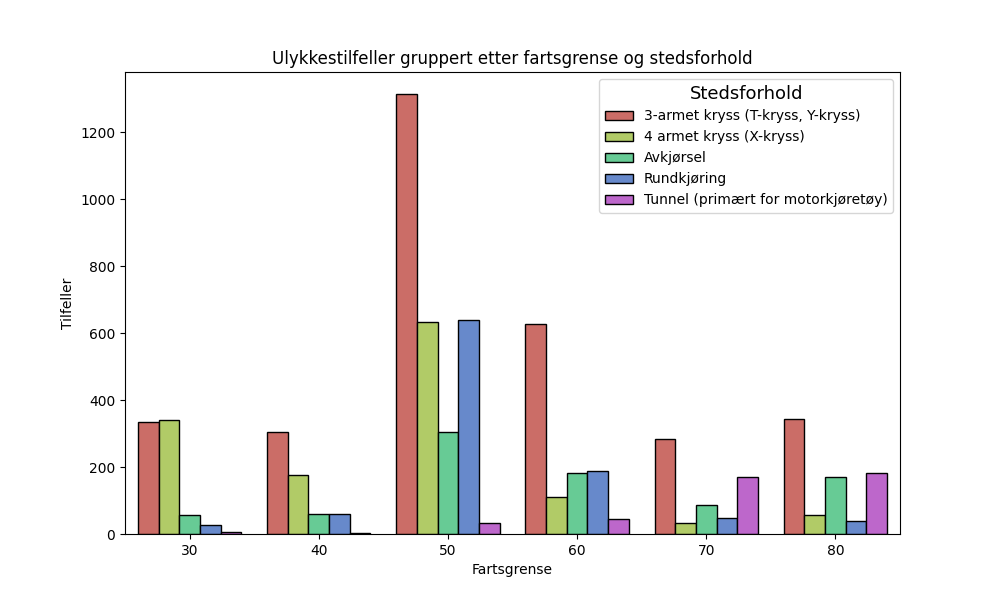 Ulykkestilfeller gruppert etter fartsgrense og stedsforhold
Stedsforhold
3-armet kryss (T-kryss, Y-kryss)
4 armet kryss (X-kryss)
Avkjørsel
Rundkjøring
Tunnel (primært for motorkjøretøy)
Tilfeller
1200
1000
800
600
400
200
0
30 40 50 60 70 80
Fartsgrense